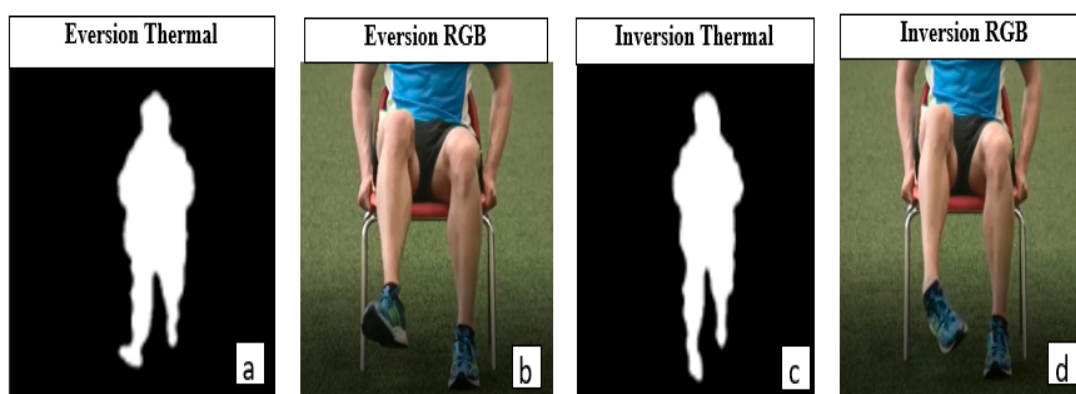 Eversion Thermal
Eversion RGB
Inversion Thermal
Inversion RGB
a
b
c
d